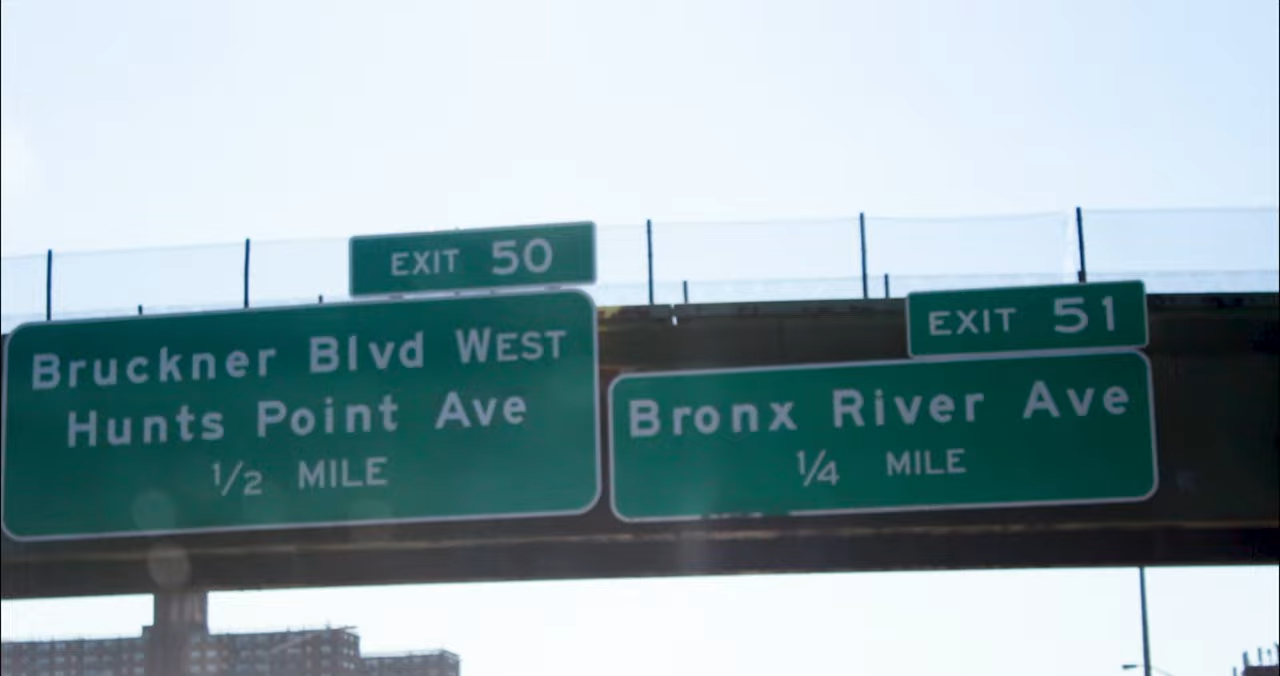 EXIT 50
Bruckner Blvd WEST
Hunts Point Ave
1/2 MILE
EXIT 51
Bronx River Ave
1/4 MILE